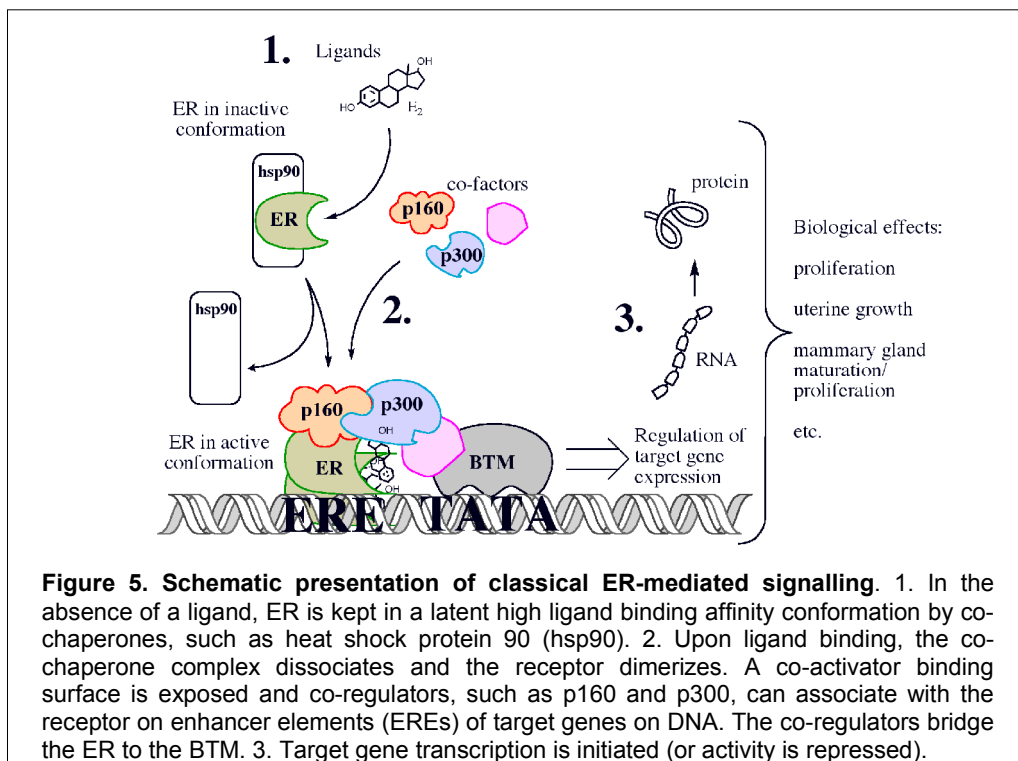 1.
Ligands
OH
HO
H2
ER in inactive
conformation
hsp90
ER
co-factors
p160
p300
hsp90
2.
3.
protein
RNA
Biological effects:
proliferation
uterine growth
mammary gland
maturation/
proliferation
etc.
p160
p300
OH
ER in active
conformation
ER
OH
OH
BTM
Regulation of
target gene
expression
ERE TATA
Figure 5. Schematic presentation of classical ER-mediated signalling. 1. In the
absence of a ligand, ER is kept in a latent high ligand binding affinity conformation by co-
chaperones, such as heat shock protein 90 (hsp90). 2. Upon ligand binding, the co-
chaperone complex dissociates and the receptor dimerizes. A co-activator binding
surface is exposed and co-regulators, such as p160 and p300, can associate with the
receptor on enhancer elements (EREs) of target genes on DNA. The co-regulators bridge
the ER to the BTM. 3. Target gene transcription is initiated (or activity is repressed).